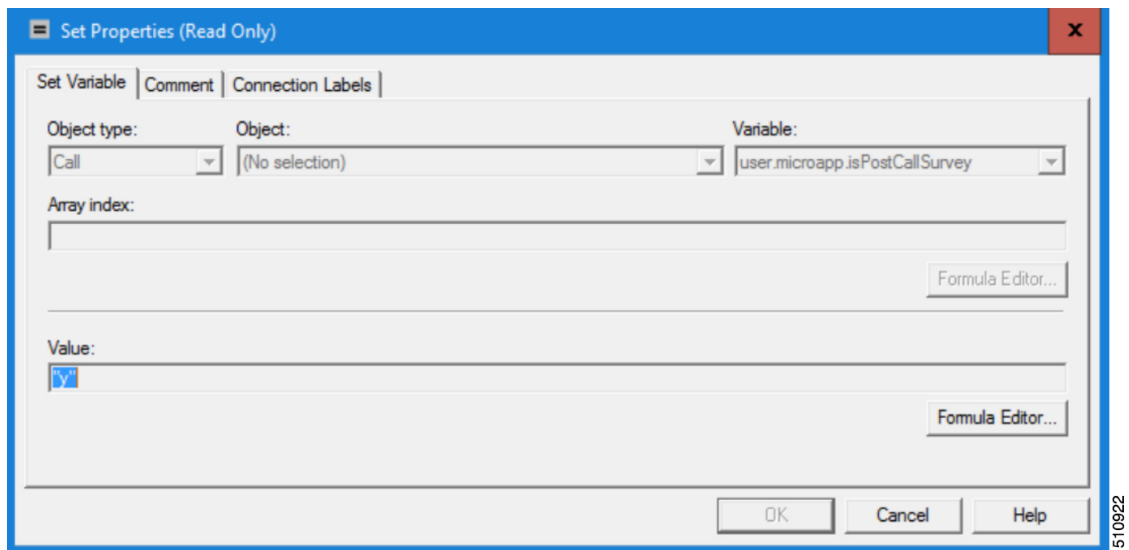 Set Properties (Read Only)
x
Set Variable Comment Connection Labels
Object type: Object: Variable:
Call (No selection) user.microapp.isPostCallSurvey
Array index:
Formula Editor...
Value:
"y"
Formula Editor...
OK Cancel Help
510922